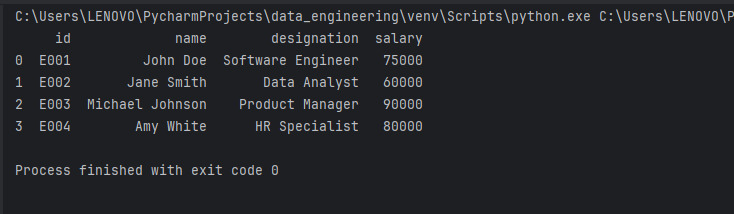 C:\Users\LENOVO\PycharmProjects\data_engineering\venv\Scripts\python.exe C:\Users\LENOVO\P
id name designation salary
0 E001 John Doe Software Engineer 75000
1 E002 Jane Smith Data Analyst 60000
2 E003 Michael Johnson Product Manager 90000
3 E004 Amy White HR Specialist 80000
Process finished with exit code 0